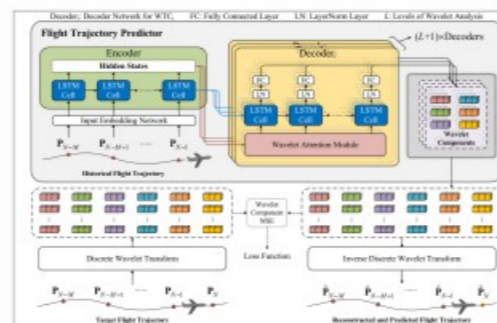 Decoderᵢ: Decoder Network for WTCᵢ FC: Fully Connected Layer LN: LayerNorm Layer L: Levels of Wavelet Analysis
Flight Trajectory Predictor
(L+1)×Decoders
Encoder
Decoderᵢ
Hidden States
FC FC FC
LN LN LN
LSTM Cell LSTM Cell ... LSTM Cell
LSTM Cell LSTM Cell ... LSTM Cell
Input Embedding Network
Wavelet Attention Module
Wavelet Components
Historical Flight Trajectory
Wavelet Component MSE
Loss Function
Discrete Wavelet Transform
Inverse Discrete Wavelet Transform
Target Flight Trajectory
Reconstructed and Predicted Flight Trajectory